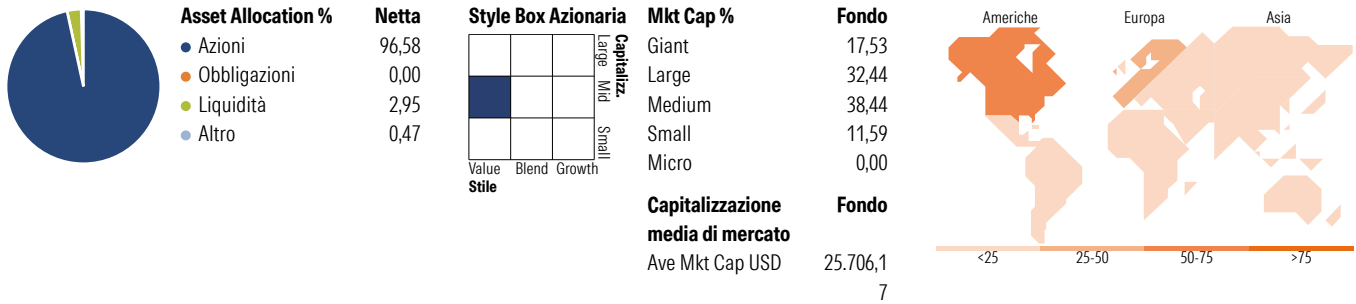 Asset Allocation % Netta
Azioni 96,58
Obbligazioni 0,00
Liquidità 2,95
Altro 0,47
Style Box Azionaria
Capitalizz.
Large
Mid
Small
Value Blend Growth
Stile
Mkt Cap % Fondo
Giant 17,53
Large 32,44
Medium 38,44
Small 11,59
Micro 0,00
Capitalizzazione Fondo
media di mercato
Ave Mkt Cap USD 25.706,1
7
Americhe Europa Asia
<25 25-50 50-75 >75